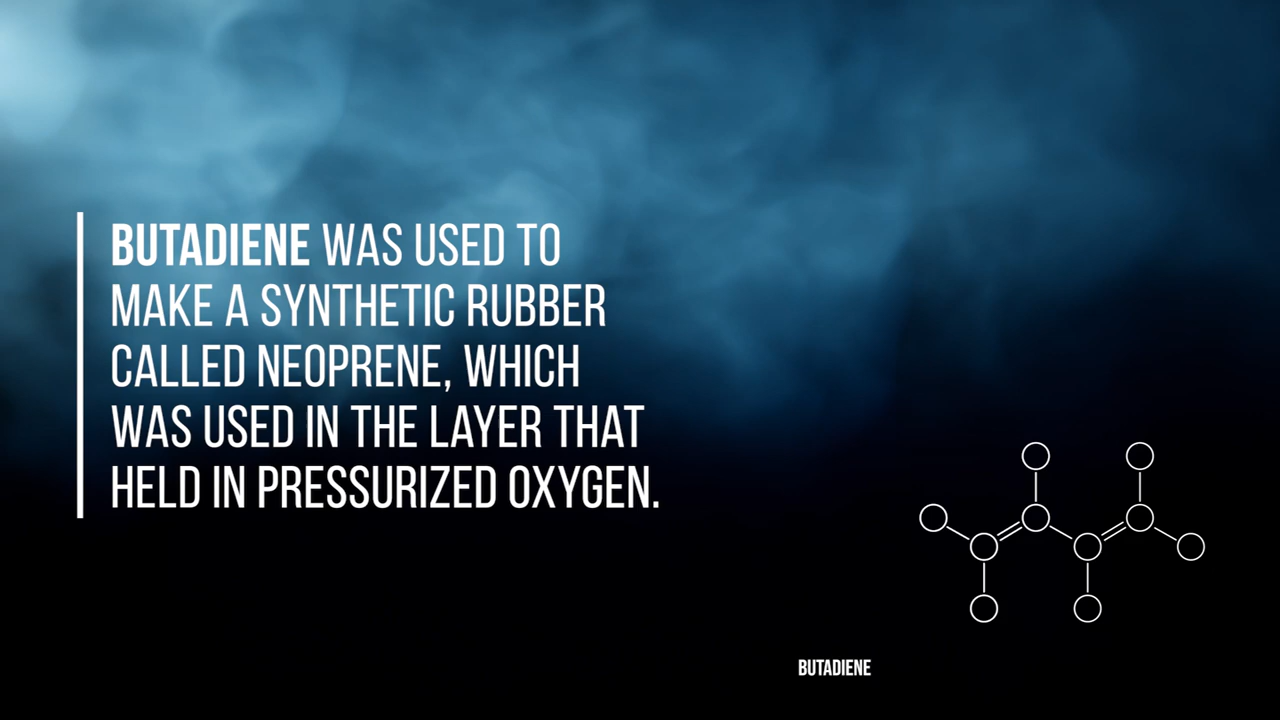 BUTADIENE WAS USED TO
MAKE A SYNTHETIC RUBBER
CALLED NEOPRENE, WHICH
WAS USED IN THE LAYER THAT
HELD IN PRESSURIZED OXYGEN.
BUTADIENE